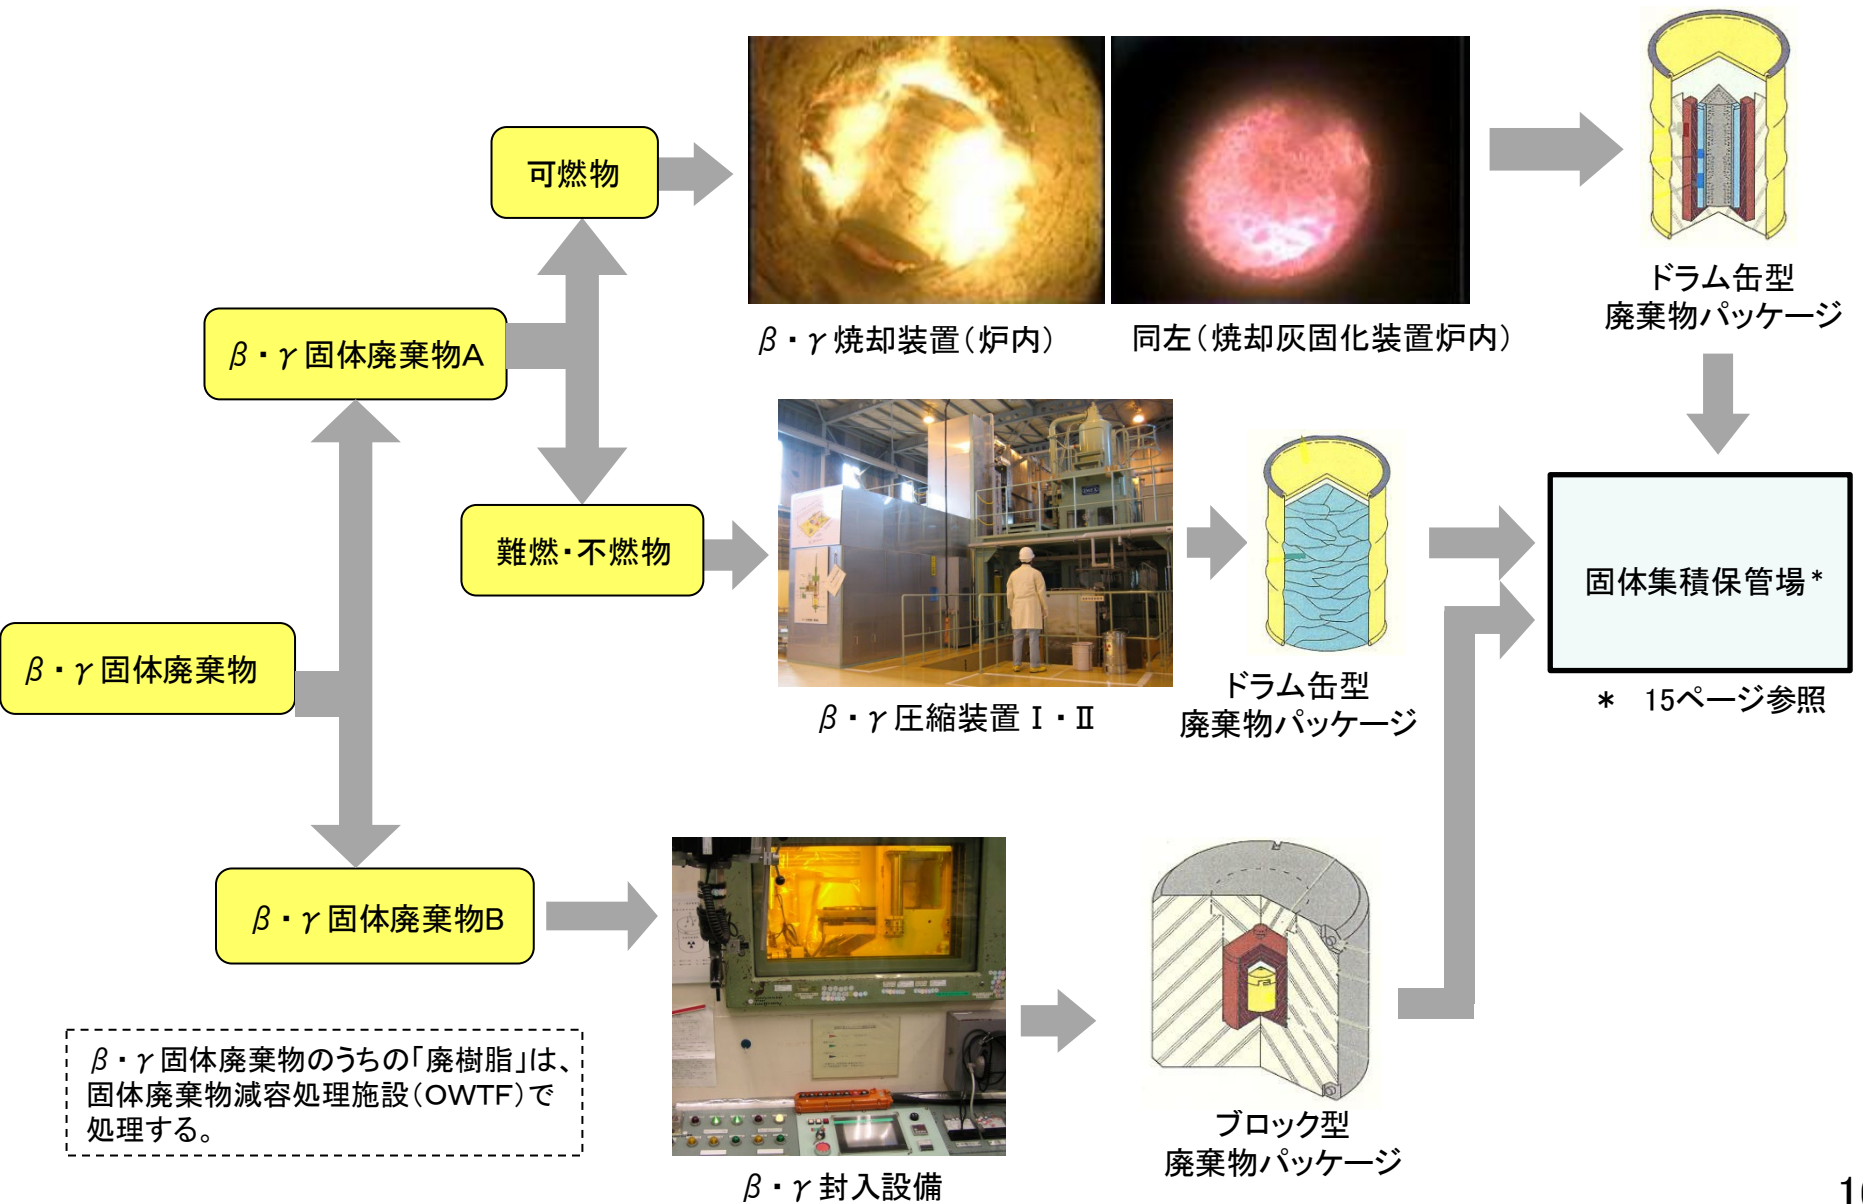 可燃物
β・γ焼却装置（炉内）
同左（焼却灰固化装置炉内）
ドラム缶型
廃棄物パッケージ
β・γ固体廃棄物A
難燃・不燃物
β・γ圧縮装置Ⅰ・Ⅱ
ドラム缶型
廃棄物パッケージ
固体集積保管場*
* 15ページ参照
β・γ固体廃棄物
β・γ固体廃棄物B
β・γ封入設備
ブロック型
廃棄物パッケージ
β・γ固体廃棄物のうちの「廃樹脂」は、
固体廃棄物減容処理施設（OWTF）で
処理する。